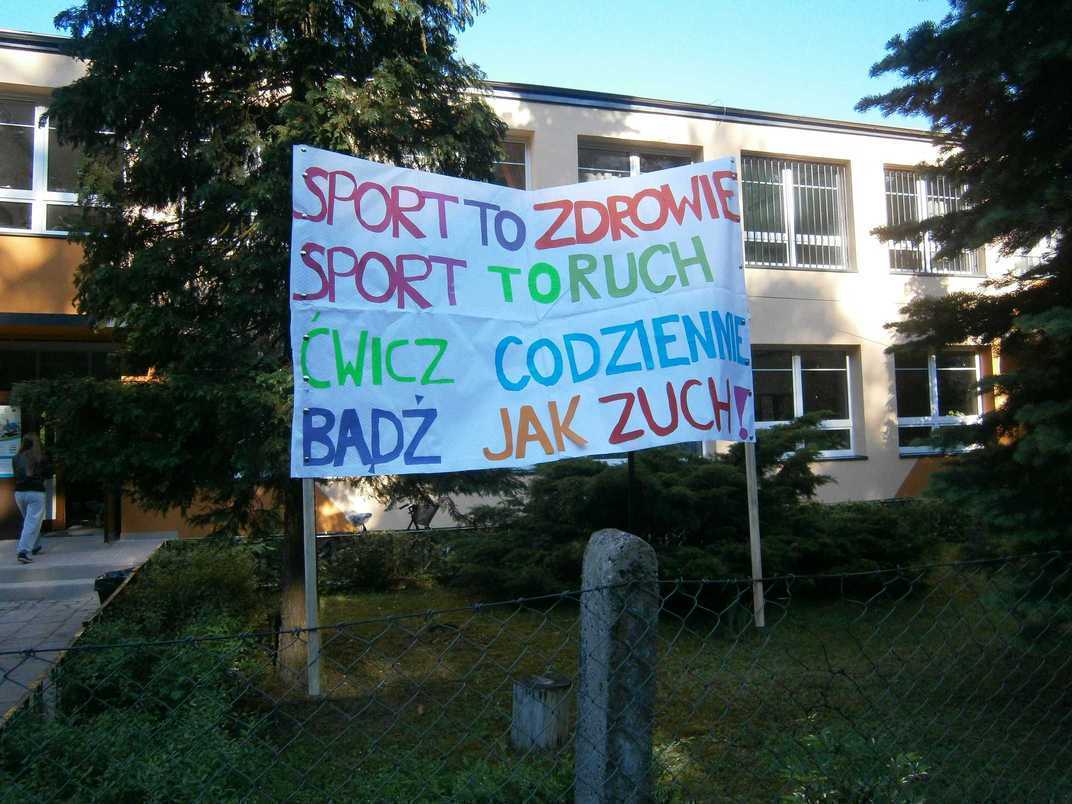 SPORT TO ZDROWIE
SPORT TO RUCH
ĆWICZ CODZIENNIE
BĄDŹ JAK ZUCH!